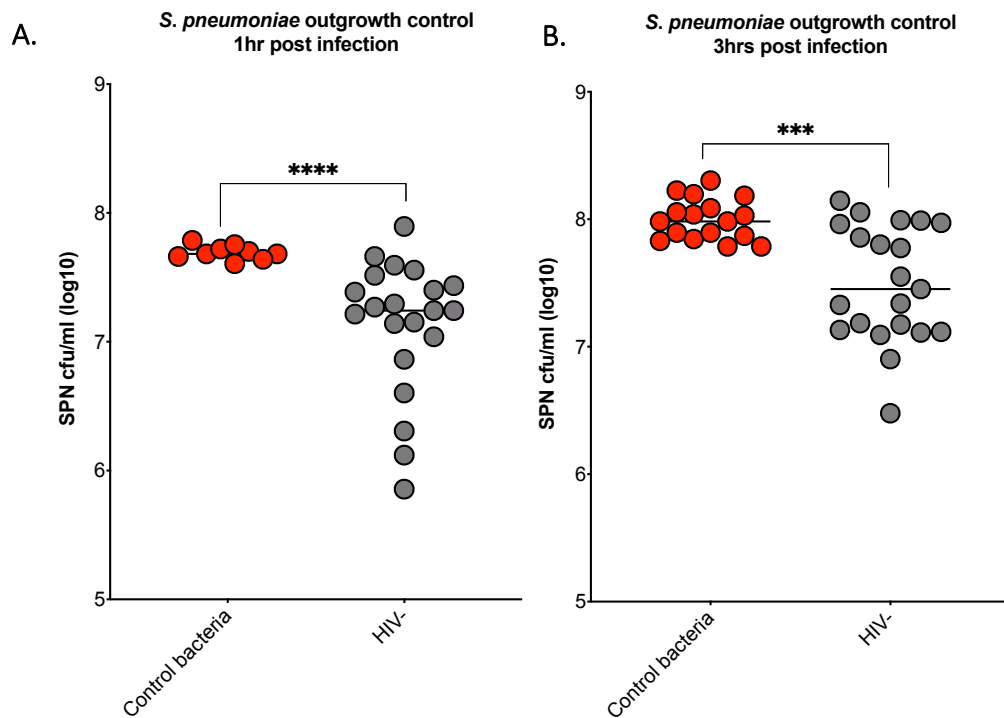 A.
S. pneumoniae outgrowth control
1hr post infection
SPN cfu/ml (log10)
9
8
7
6
5
****
Control bacteria
HIV-
B.
S. pneumoniae outgrowth control
3hrs post infection
SPN cfu/ml (log10)
9
8
7
6
5
***
Control bacteria
HIV-